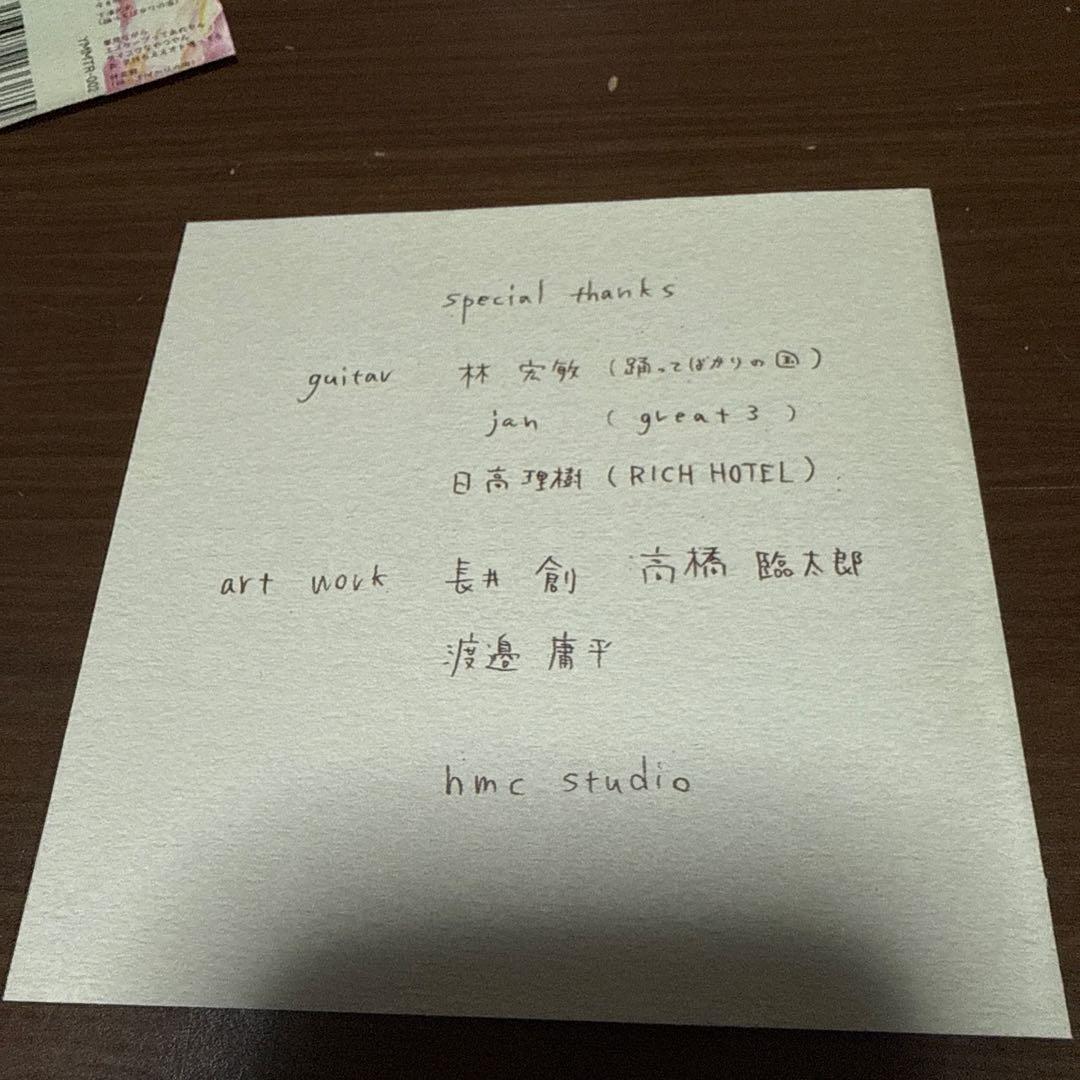 YMMTR-002
special thanks
guitar 林 宏敏 (踊ってばかりの国)
jan (great 3)
日高理樹 (RICH HOTEL)
art work 長井 創 高橋 臨太郎
渡邉 庸平
hmc studio